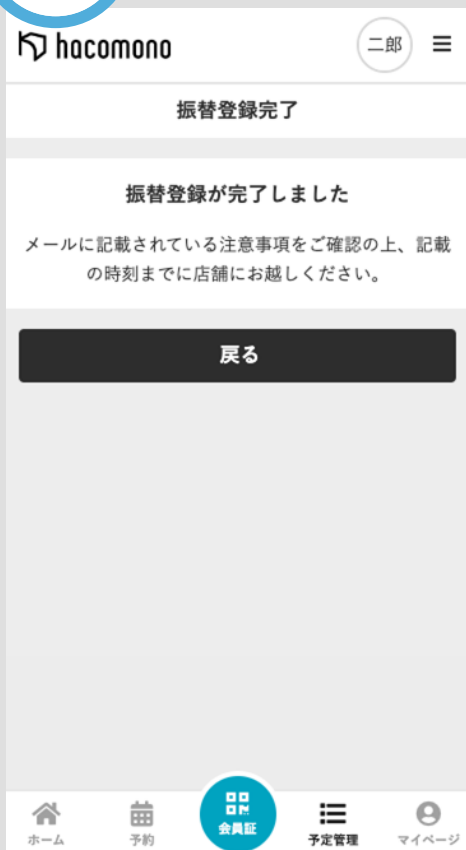 hacomono
二郎
振替登録完了
振替登録が完了しました
メールに記載されている注意事項をご確認の上、記載
の時刻までに店舗にお越しください。
戻る
ホーム
予約
会員証
予定管理
マイページ